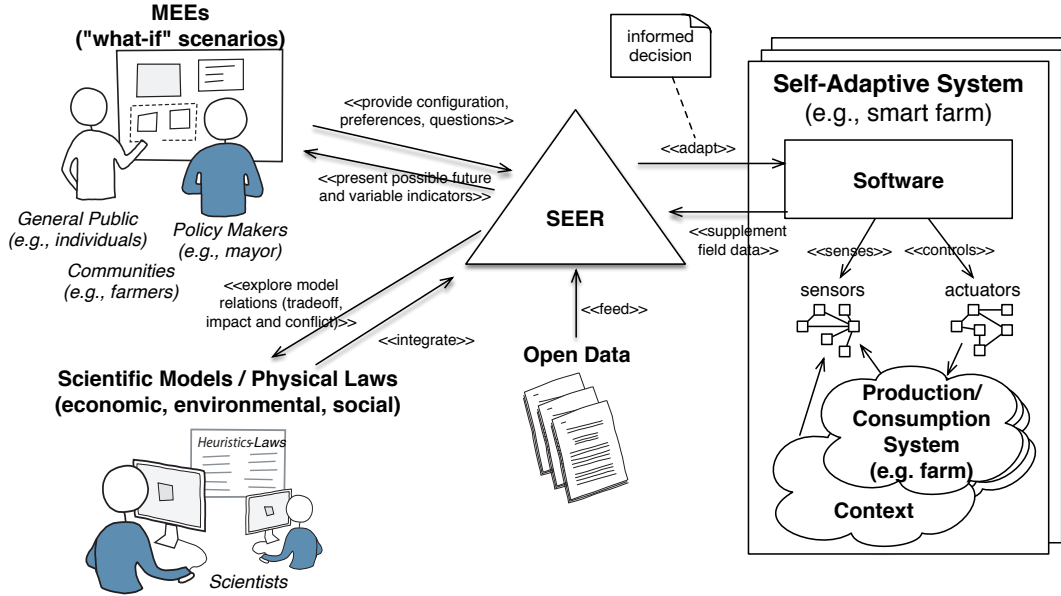 MEEs
("what-if" scenarios)
General Public
(e.g., individuals)
Policy Makers
(e.g., mayor)
Communities
(e.g., farmers)
<<provide configuration,
preferences, questions>>
<<present possible future
and variable indicators>>
SEER
informed
decision
<<adapt>>
<<supplement
field data>>
Self-Adaptive System
(e.g., smart farm)
Software
<<senses>>
<<controls>>
sensors
actuators
Production/
Consumption
System
(e.g. farm)
Context
<<explore model
relations (tradeoff,
impact and conflict)>>
<<integrate>>
<<feed>>
Open Data
Scientific Models / Physical Laws
(economic, environmental, social)
Heuristics-Laws
Scientists